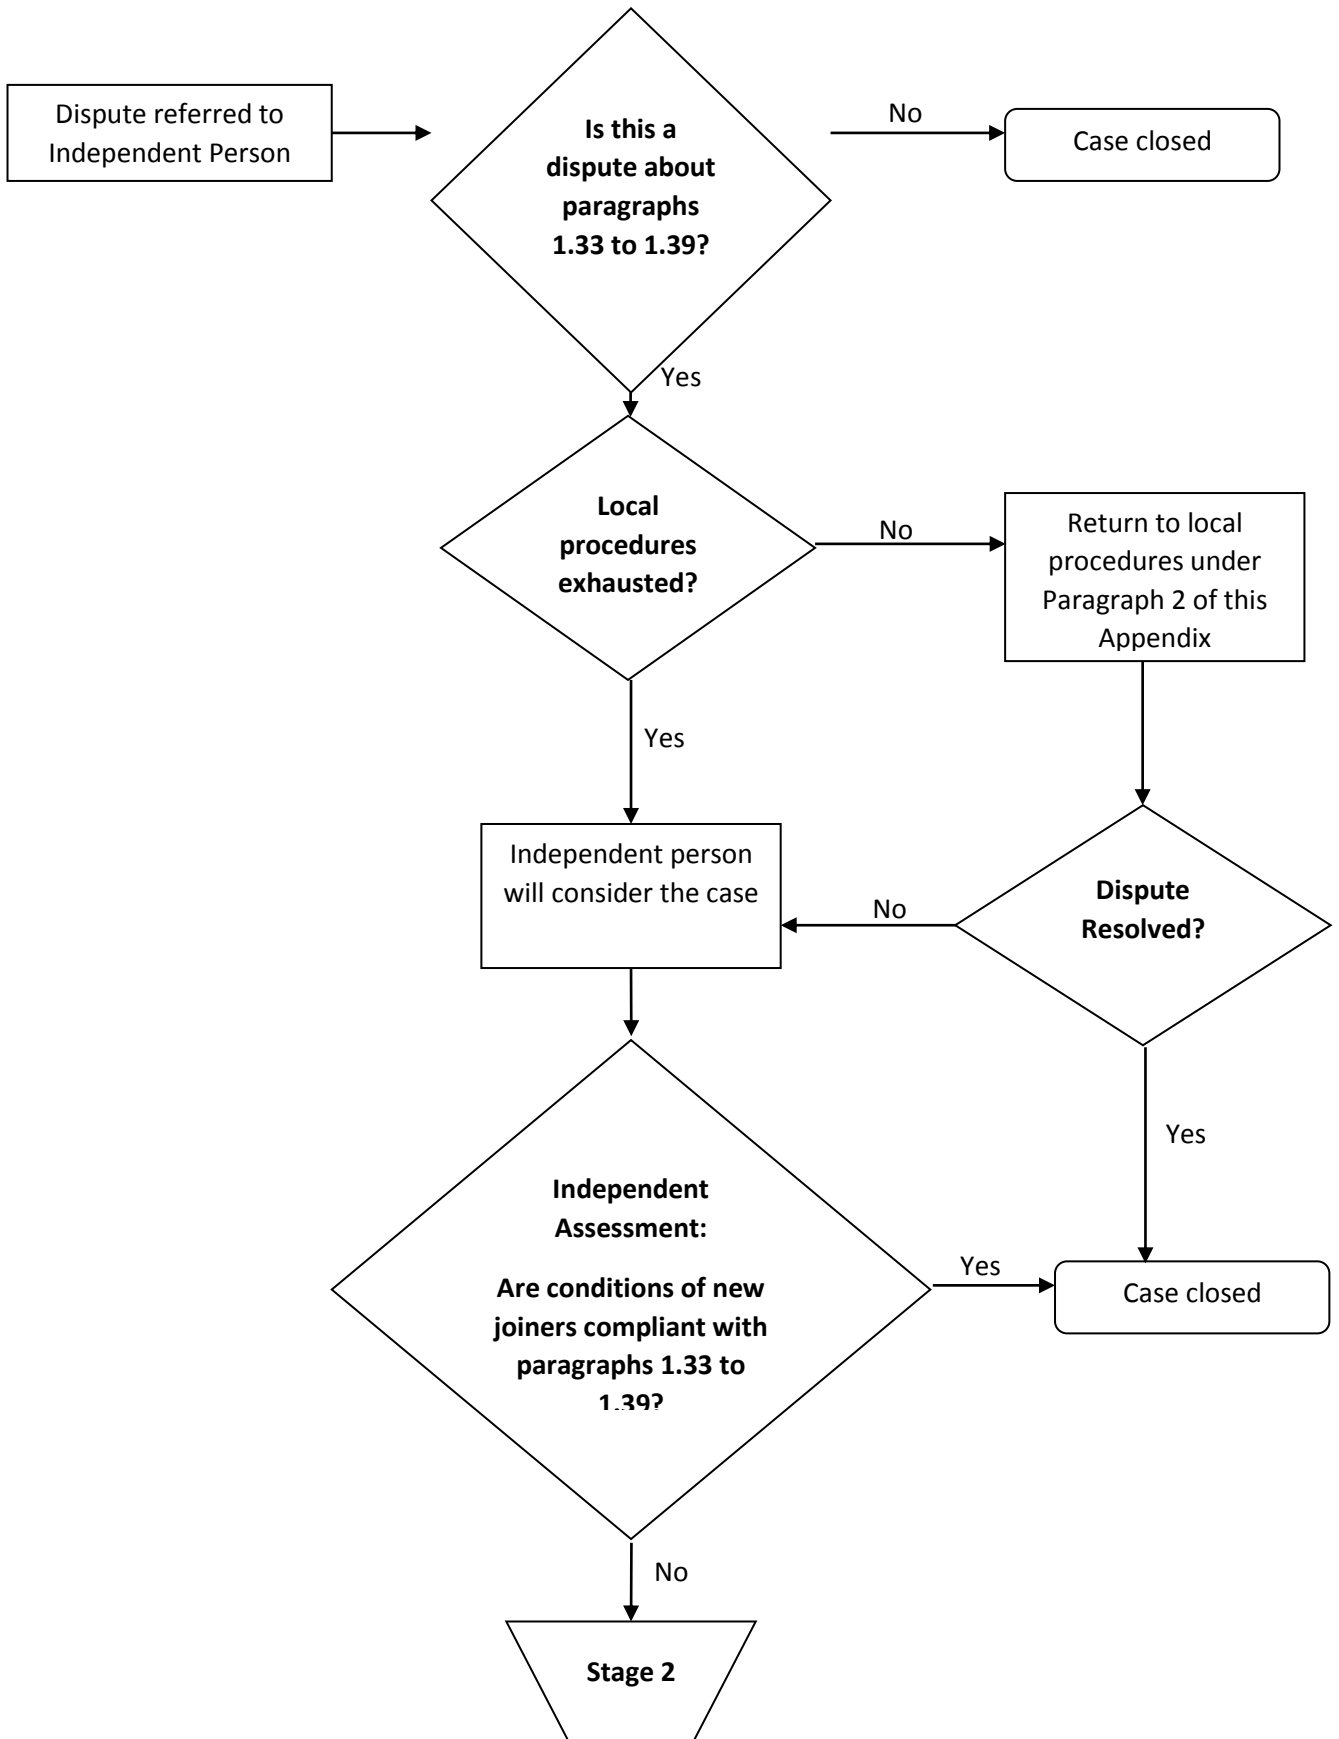 Dispute referred to
Independent Person
Is this a
dispute about
paragraphs
1.33 to 1.39?
No
Case closed
Yes
Local
procedures
exhausted?
No
Return to local
procedures under
Paragraph 2 of this
Appendix
Yes
Independent person
will consider the case
No
Dispute
Resolved?
Yes
Independent
Assessment:
Are conditions of new
joiners compliant with
paragraphs 1.33 to
1.39?
Yes
Case closed
No
Stage 2